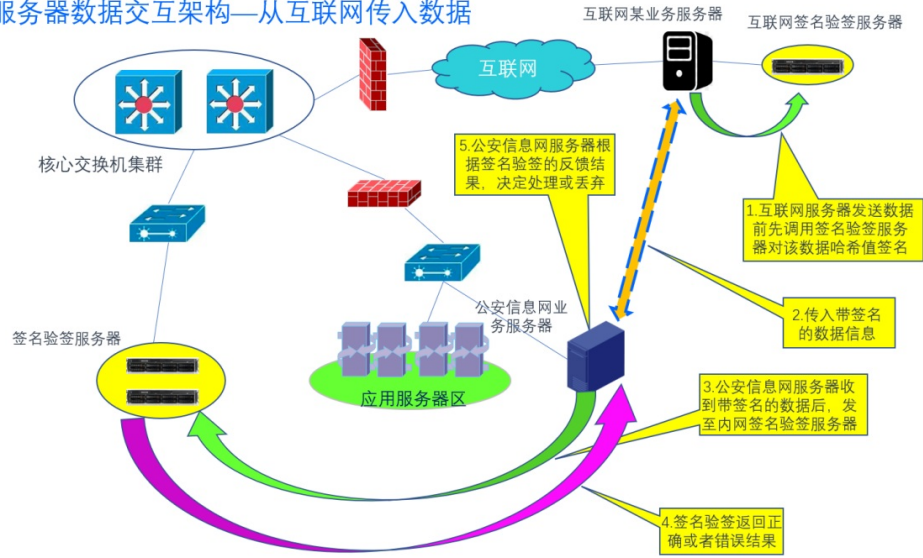 服务器数据交互架构—从互联网传入数据
互联网某业务服务器
互联网签名验签服务器
互联网
核心交换机集群
5.公安信息网服务器根
据签名验签的反馈结
果，决定处理或丢弃
1.互联网服务器发送数据
前先调用签名验签服务
器对该数据哈希值签名
2.传入带签名
的数据信息
公安信息网业
务服务器
签名验签服务器
应用服务器区
3.公安信息网服务器收
到带签名的数据后，发
至内网签名验签服务器
4.签名验签返回正
确或者错误结果